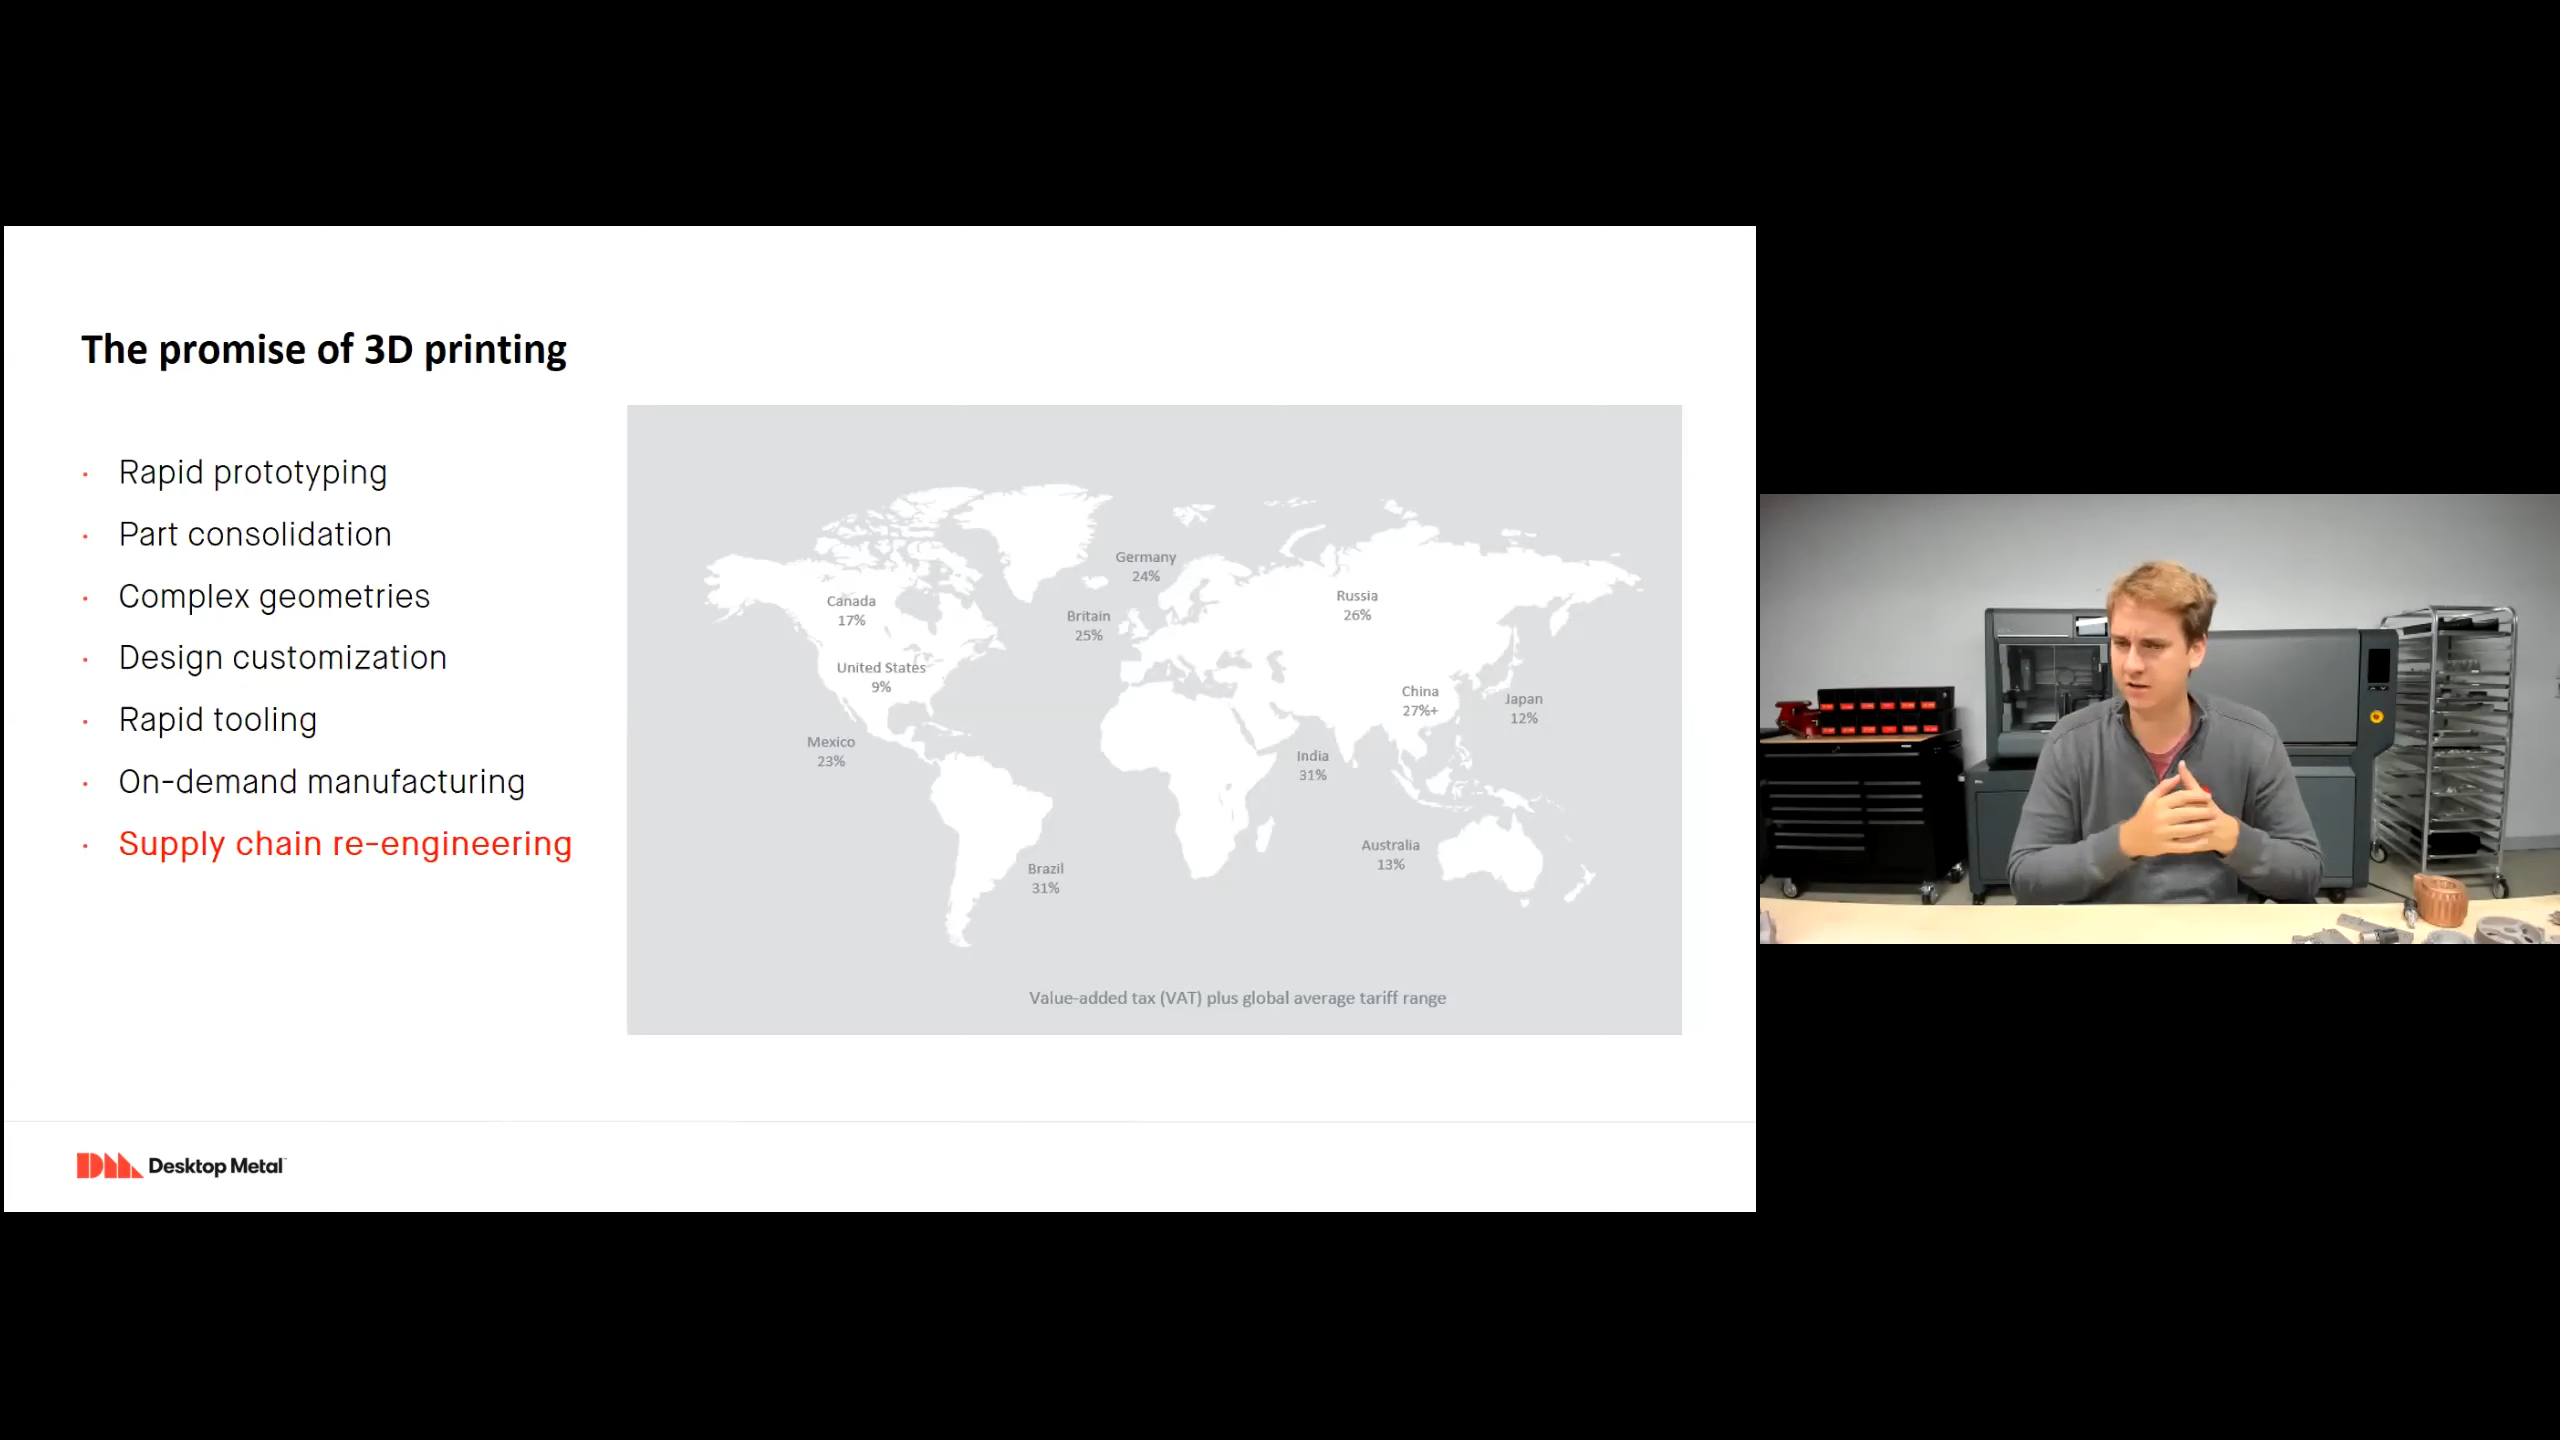 The promise of 3D printing
· Rapid prototyping
· Part consolidation
· Complex geometries
· Design customization
· Rapid tooling
· On-demand manufacturing
· Supply chain re-engineering
Germany
24%
Canada
17%
Britain
25%
Russia
26%
United States
9%
China
27%+
Japan
12%
Mexico
23%
India
31%
Australia
13%
Brazil
31%
Value-added tax (VAT) plus global average tariff range
DM Desktop Metal